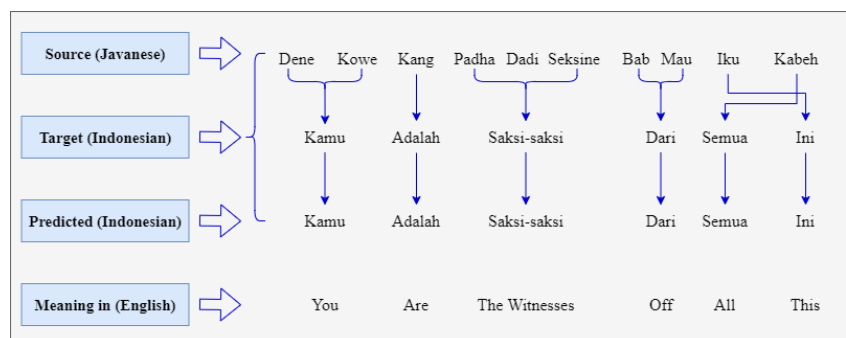 Source (Javanese) Dene Kowe Kang Padha Dadi Seksine Bab Mau Iku Kabeh
Target (Indonesian) Kamu Adalah Saksi-saksi Dari Semua Ini
Predicted (Indonesian) Kamu Adalah Saksi-saksi Dari Semua Ini
Meaning in (English) You Are The Witnesses Off All This